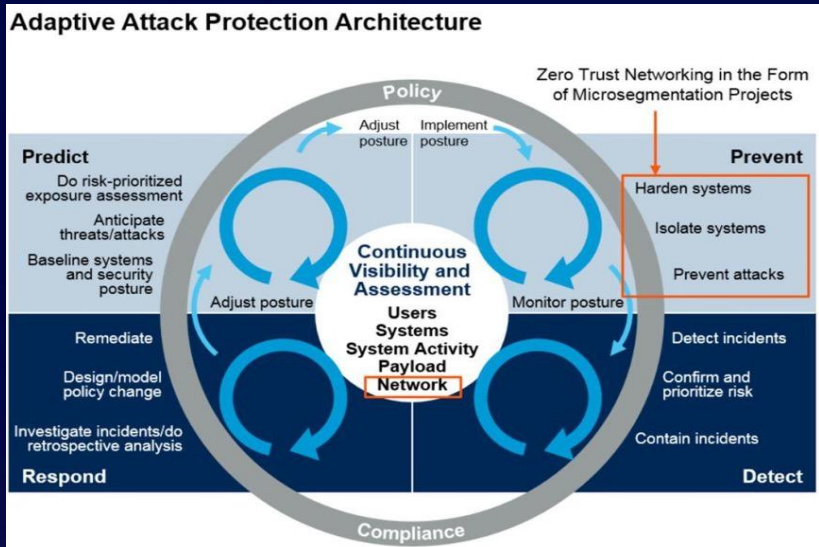 Adaptive Attack Protection Architecture
Zero Trust Networking in the Form
of Microsegmentation Projects
Policy
Adjust
posture
Implement
posture
Predict
Prevent
Do risk-prioritized
exposure assessment
Anticipate
threats/attacks
Baseline systems
and security
posture
Harden systems
Isolate systems
Prevent attacks
Continuous
Visibility and
Assessment
Users
Systems
System Activity
Payload
Network
Adjust posture
Monitor posture
Remediate
Design/model
policy change
Investigate incidents/do
retrospective analysis
Respond
Detect incidents
Confirm and
prioritize risk
Contain incidents
Detect
Compliance